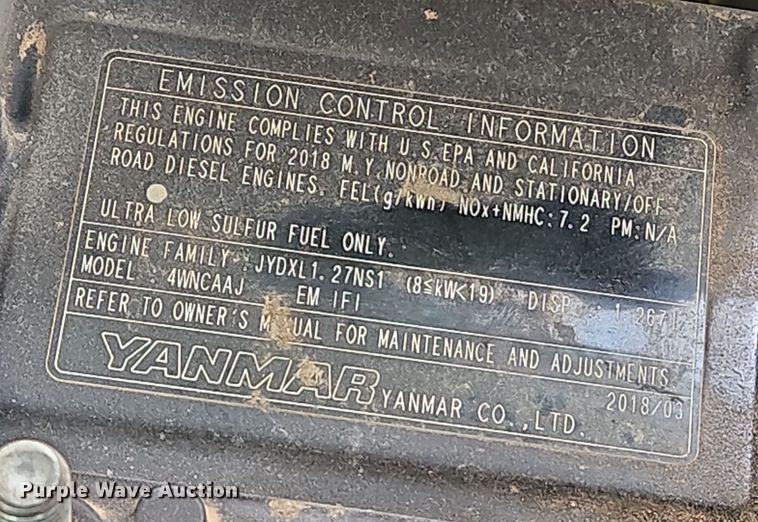 EMISSION CONTROL INFORMATION
THIS ENGINE COMPLIES WITH U.S.EPA AND CALIFORNIA
REGULATIONS FOR 2018 M.Y. NONROAD AND STATIONARY/OFF
ROAD DIESEL ENGINES. FEL(g/kWh) NOx+NMHC:7.2 PM:N/A
ULTRA LOW SULFUR FUEL ONLY.
ENGINE FAMILY : JYDXL1.27NS1 (8≦kW<19) DISP. :
MODEL : 4WNCAAJ EM IFI
REFER TO OWNER'S MANUAL FOR MAINTENANCE AND ADJUSTMENTS
YANMAR YANMAR CO.,LTD. 2018/03
Purple Wave Auction